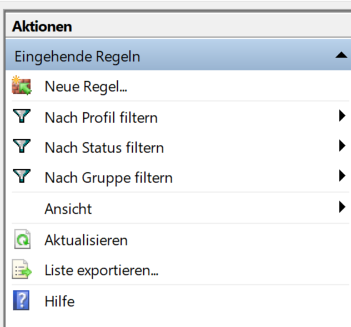 Aktionen
Eingehende Regeln
Neue Regel...
Nach Profil filtern
Nach Status filtern
Nach Gruppe filtern
Ansicht
Aktualisieren
Liste exportieren...
Hilfe